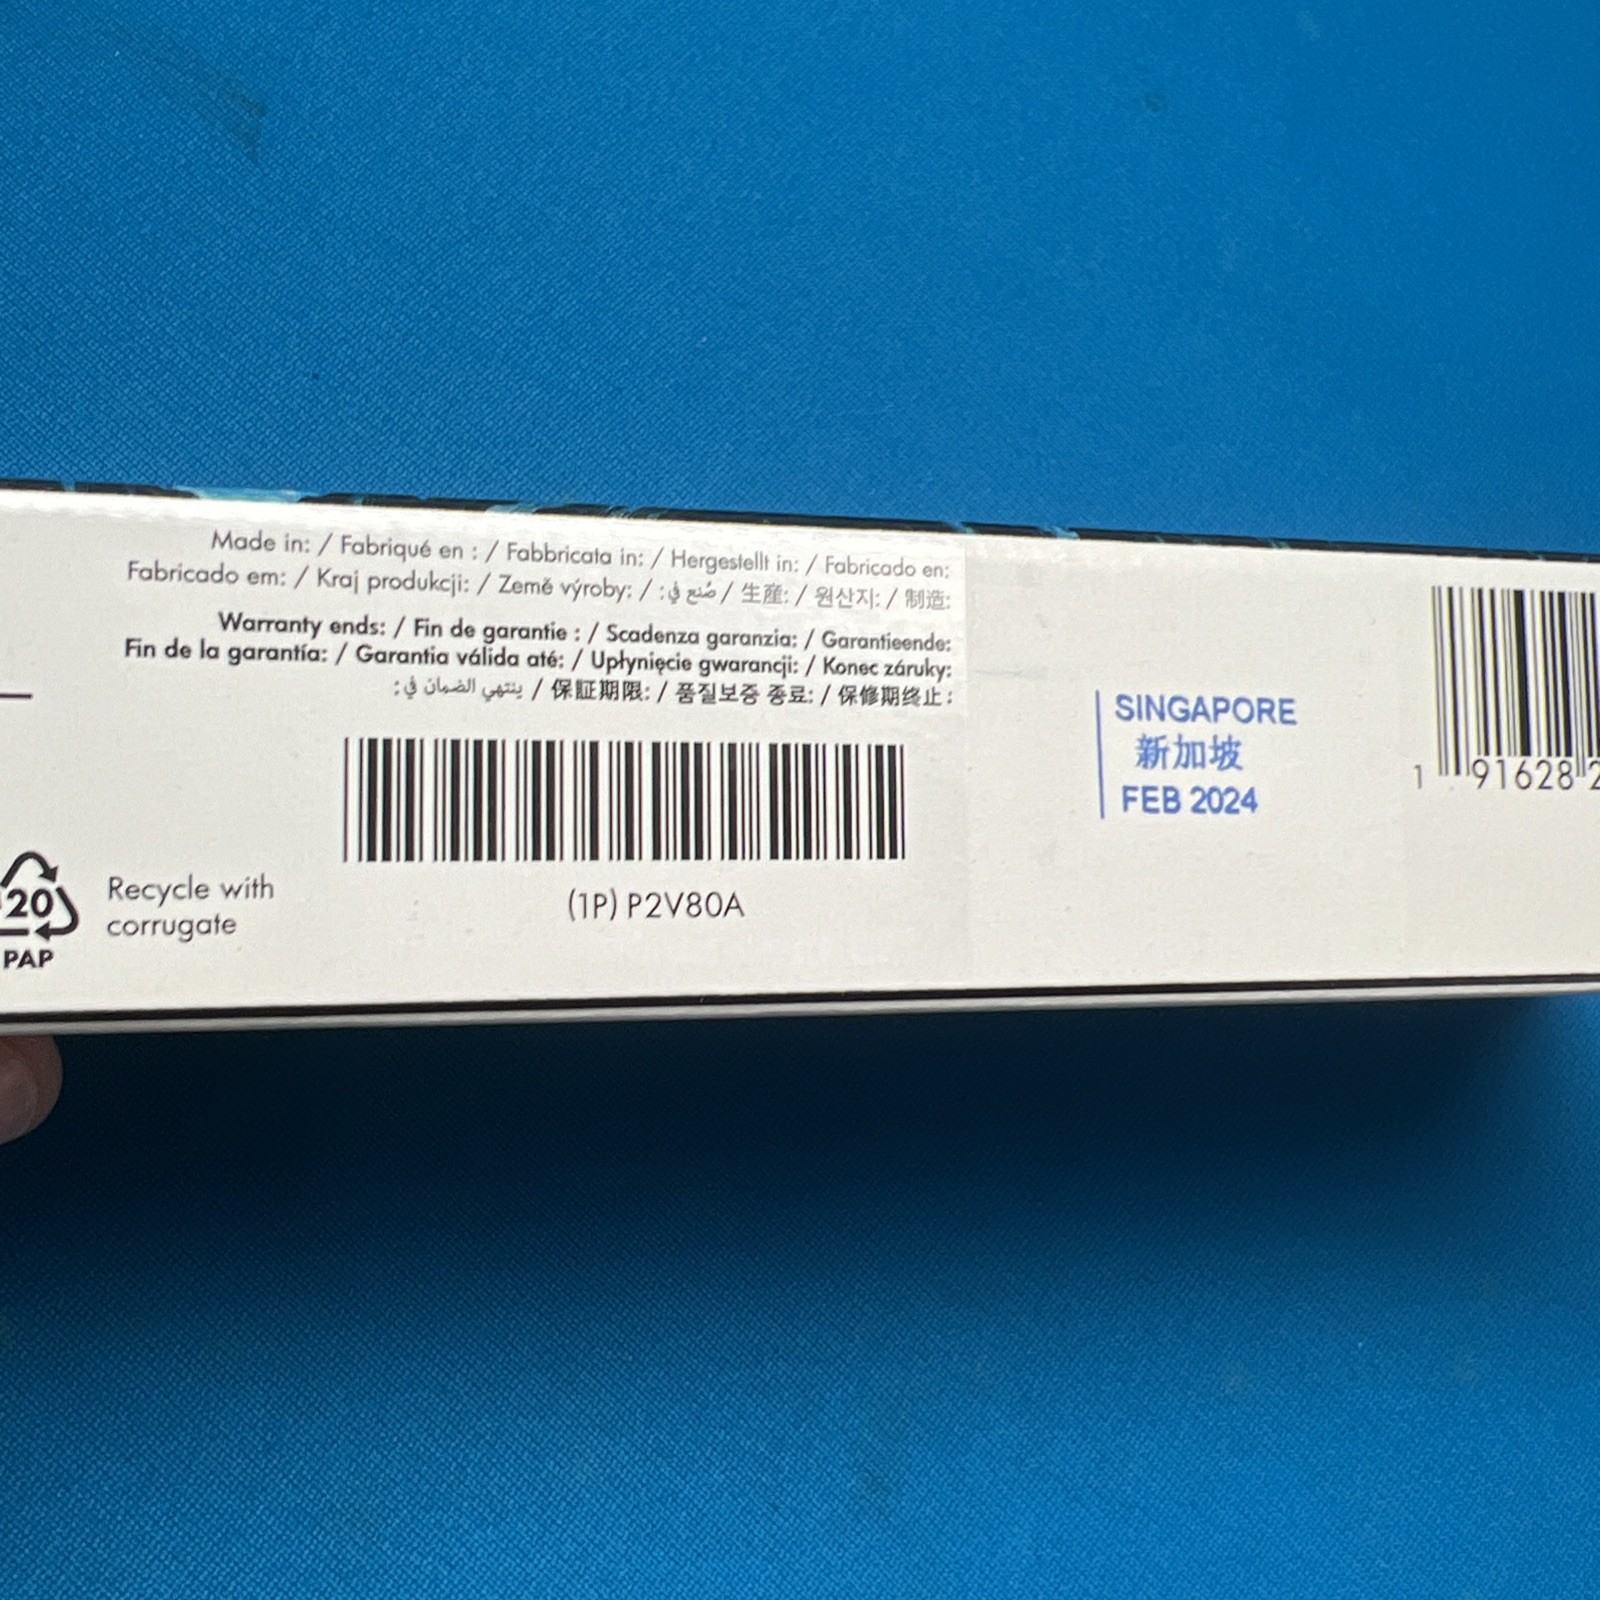 Made in: / Fabriqué en : / Fabbricata in: / Hergestellt in: / Fabricado en:
Fabricado em: / Kraj produkcji: / Země výroby: / صُنع في: / 生産: / 원산지: / 制造:
Warranty ends: / Fin de garantie : / Scadenza garanzia: / Garantieende:
Fin de la garantía: / Garantia válida até: / Upłynięcie gwarancji: / Konec záruky:
ينتهي الضمان في: / 保証期限: / 품질보증 종료: / 保修期终止:
SINGAPORE
新加坡
FEB 2024
1 91628 2
(1P) P2V80A
20
PAP
Recycle with
corrugate